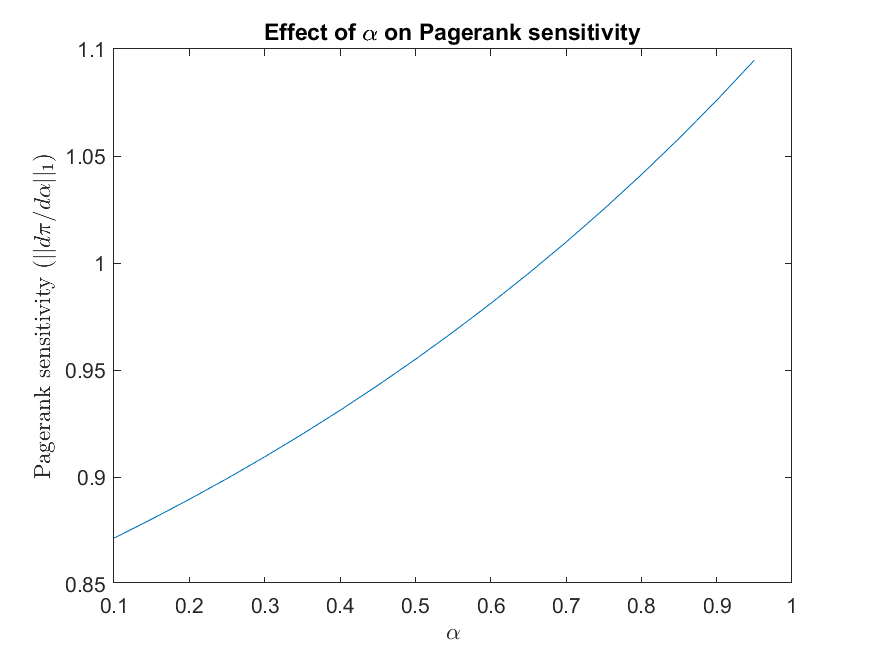 Effect of α on Pagerank sensitivity
Pagerank sensitivity (||dπ/dα||₁)
1.1
1.05
1
0.95
0.9
0.85
0.1 0.2 0.3 0.4 0.5 0.6 0.7 0.8 0.9 1
α